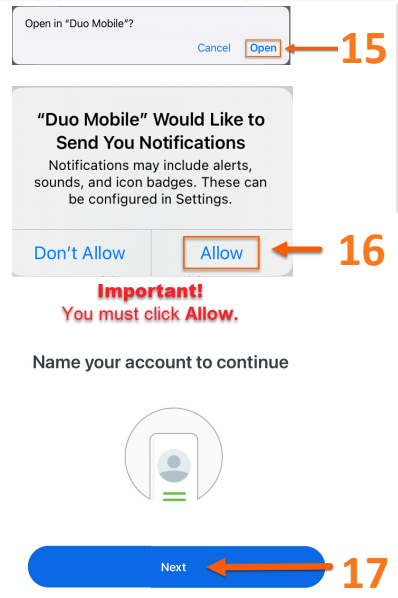 Open in “Duo Mobile”?
Cancel Open
15
“Duo Mobile” Would Like to
Send You Notifications
Notifications may include alerts,
sounds, and icon badges. These can
be configured in Settings.
Don’t Allow Allow
16
Important!
You must click Allow.
Name your account to continue
Next
17